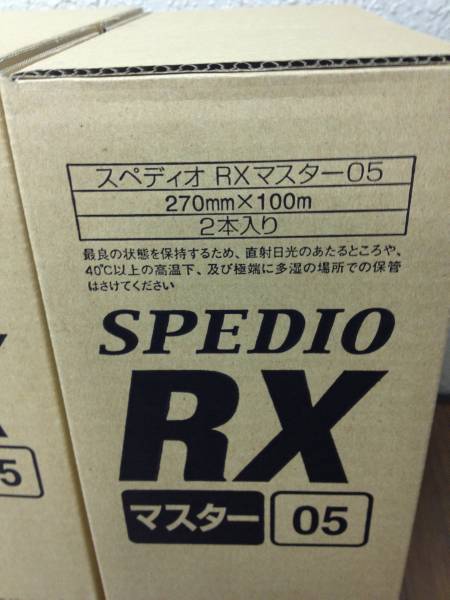 スペディオ RXマスター05
270mm×100m
2本入り
最良の状態を保持するため、直射日光のあたるところや、
40℃以上の高温下、及び極端に多湿の場所での保管
はさけてください
SPEDIO
RX
マスター 05
5